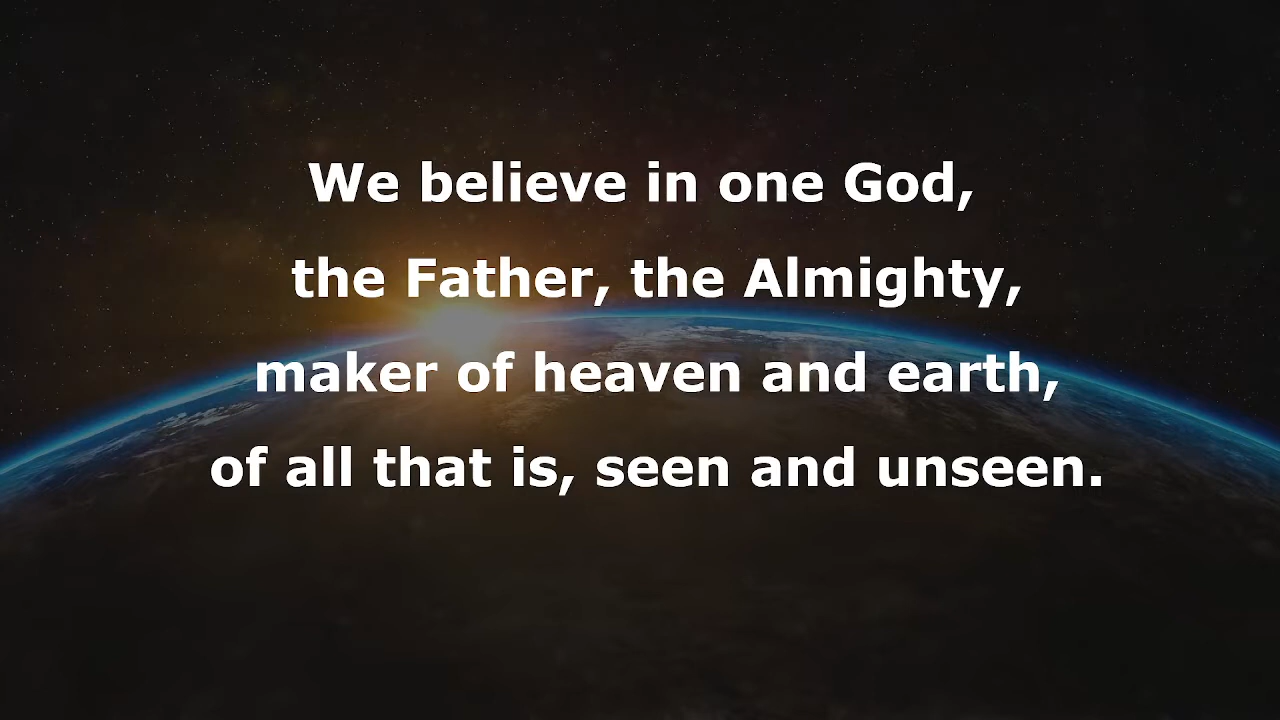 We believe in one God,
the Father, the Almighty,
maker of heaven and earth,
of all that is, seen and unseen.